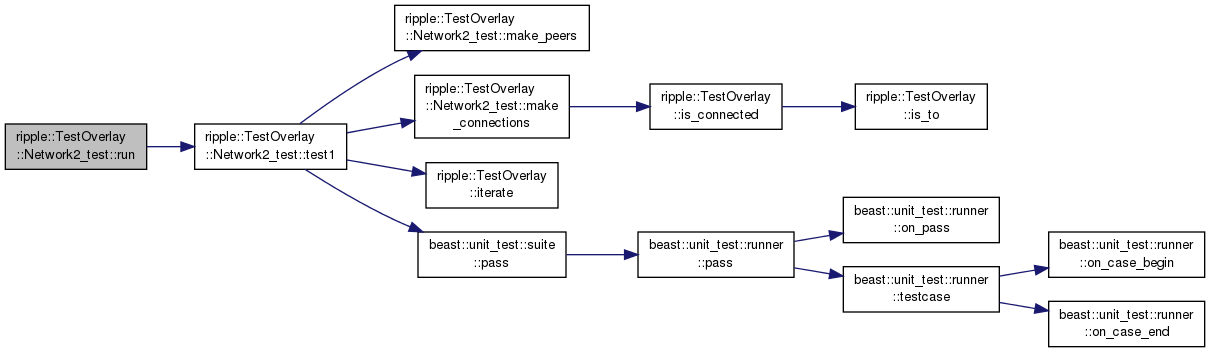 ripple::TestOverlay
::Network2_test::run
ripple::TestOverlay
::Network2_test::test1
ripple::TestOverlay
::Network2_test::make_peers
ripple::TestOverlay
::Network2_test::make
_connections
ripple::TestOverlay
::is_connected
ripple::TestOverlay
::is_to
ripple::TestOverlay
::iterate
beast::unit_test::suite
::pass
beast::unit_test::runner
::pass
beast::unit_test::runner
::on_pass
beast::unit_test::runner
::testcase
beast::unit_test::runner
::on_case_begin
beast::unit_test::runner
::on_case_end